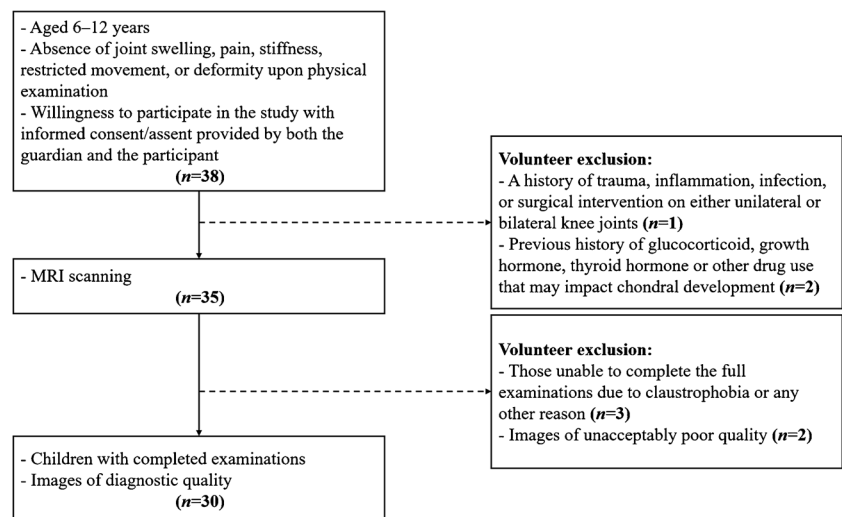 - Aged 6–12 years
- Absence of joint swelling, pain, stiffness,
restricted movement, or deformity upon physical
examination
- Willingness to participate in the study with
informed consent/assent provided by both the
guardian and the participant
(n=38)
Volunteer exclusion:
- A history of trauma, inflammation, infection,
or surgical intervention on either unilateral or
bilateral knee joints (n=1)
- Previous history of glucocorticoid, growth
hormone, thyroid hormone or other drug use
that may impact chondral development (n=2)
- MRI scanning
(n=35)
Volunteer exclusion:
- Those unable to complete the full
examinations due to claustrophobia or any
other reason (n=3)
- Images of unacceptably poor quality (n=2)
- Children with completed examinations
- Images of diagnostic quality
(n=30)